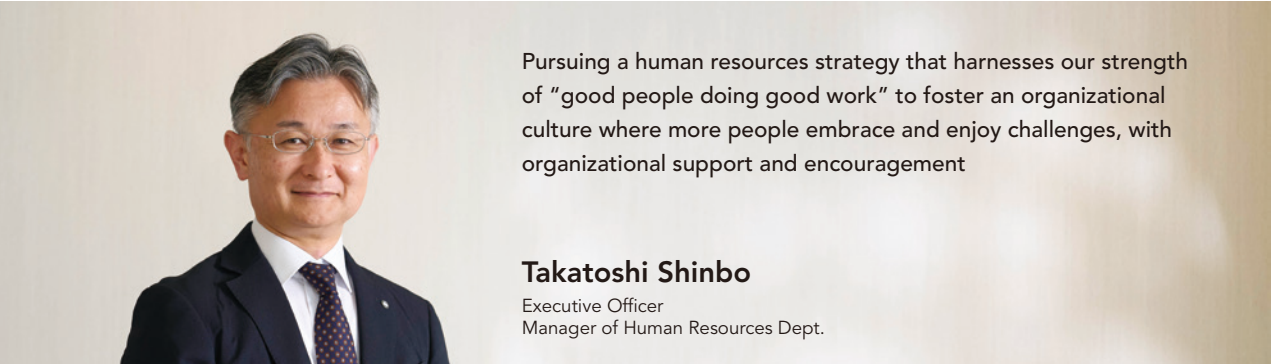 Pursuing a human resources strategy that harnesses our strength
of “good people doing good work” to foster an organizational
culture where more people embrace and enjoy challenges, with
organizational support and encouragement
Takatoshi Shinbo
Executive Officer
Manager of Human Resources Dept.